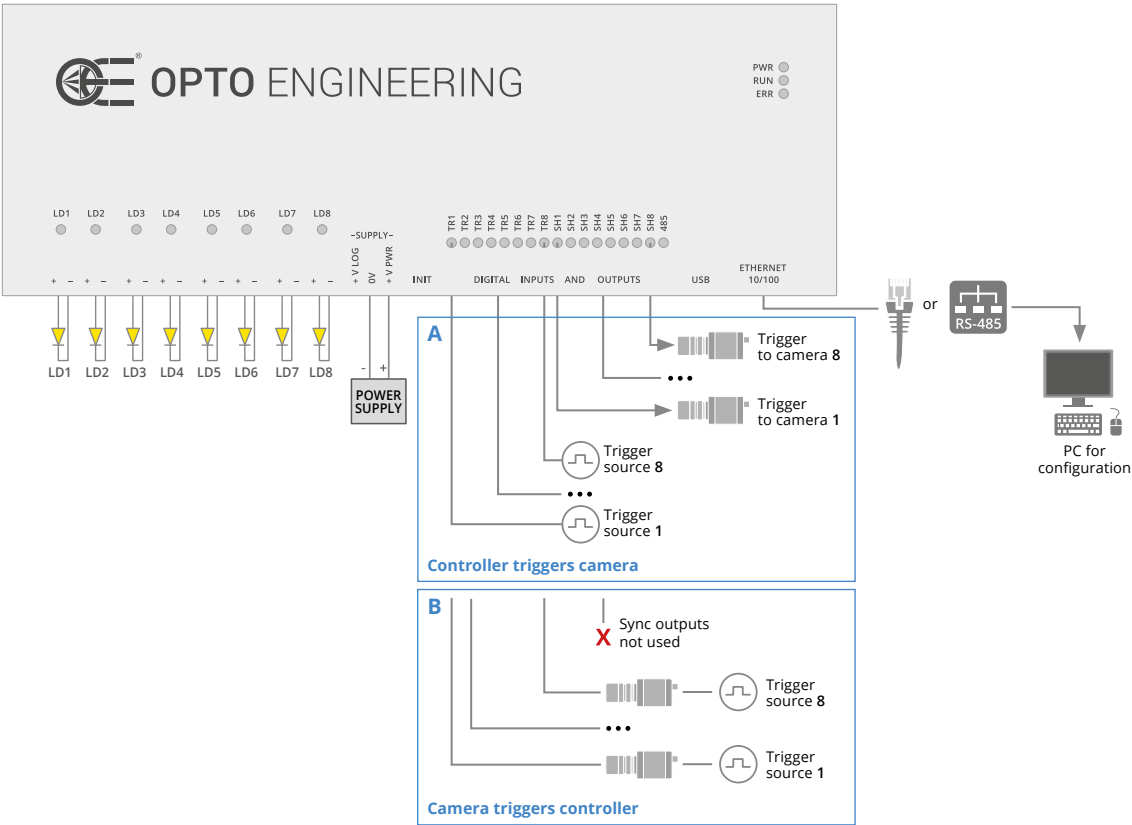 OPTO ENGINEERING
®
PWR
RUN
ERR
LD1 LD2 LD3 LD4 LD5 LD6 LD7 LD8
–SUPPLY–
+ V LOG
0V
+ V PWR
TR1 TR2 TR3 TR4 TR5 TR6 TR7 TR8 SH1 SH2 SH3 SH4 SH5 SH6 SH7 SH8 485
+ – + – + – + – + – + – + – + –
INIT DIGITAL INPUTS AND OUTPUTS USB
ETHERNET
10/100
LD1 LD2 LD3 LD4 LD5 LD6 LD7 LD8
- +
POWER
SUPPLY
or
RS-485
PC for
configuration
A
Trigger
to camera 8
•••
Trigger
to camera 1
Trigger
source 8
•••
Trigger
source 1
Controller triggers camera
B
X
Sync outputs
not used
Trigger
source 8
•••
Trigger
source 1
Camera triggers controller